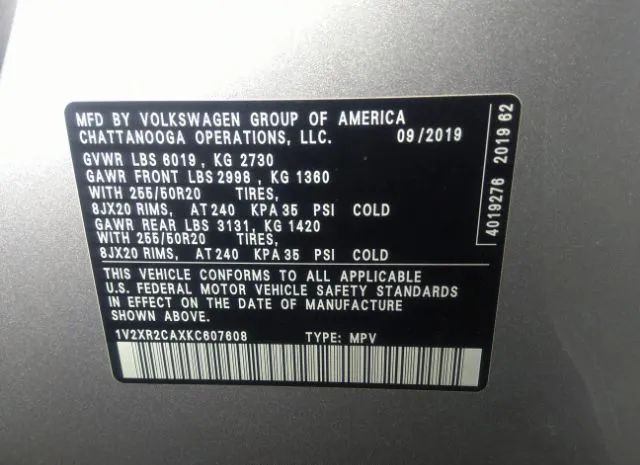 MFD BY VOLKSWAGEN GROUP OF AMERICA
CHATTANOOGA OPERATIONS, LLC. 09/2019
GVWR LBS 6019 , KG 2730
GAWR FRONT LBS 2998 , KG 1360
WITH 255/50R20 TIRES,
8JX20 RIMS, AT 240 KPA 35 PSI COLD
GAWR REAR LBS 3131, KG 1420
WITH 255/50R20 TIRES,
8JX20 RIMS, AT 240 KPA 35 PSI COLD
THIS VEHICLE CONFORMS TO ALL APPLICABLE
U.S. FEDERAL MOTOR VEHICLE SAFETY STANDARDS
IN EFFECT ON THE DATE OF MANUFACTURE
SHOWN ABOVE.
1V2XR2CAXKC607608 TYPE: MPV
4019276 2019 62